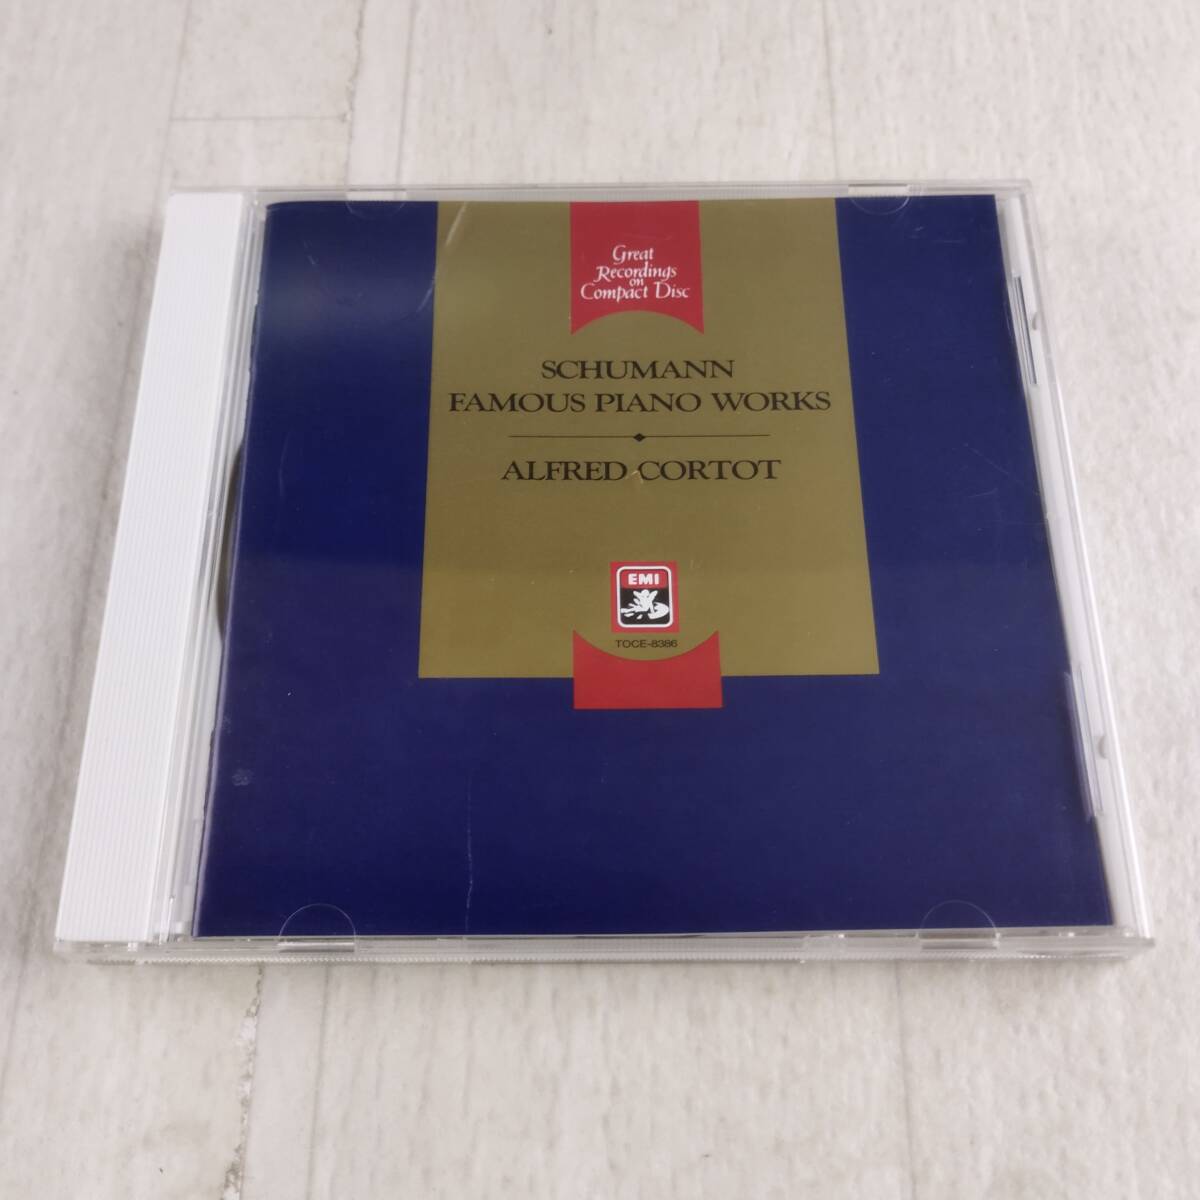 Great
Recordings
on
Compact Disc
SCHUMANN
FAMOUS PIANO WORKS
ALFRED CORTOT
EMI
TOCE-8386